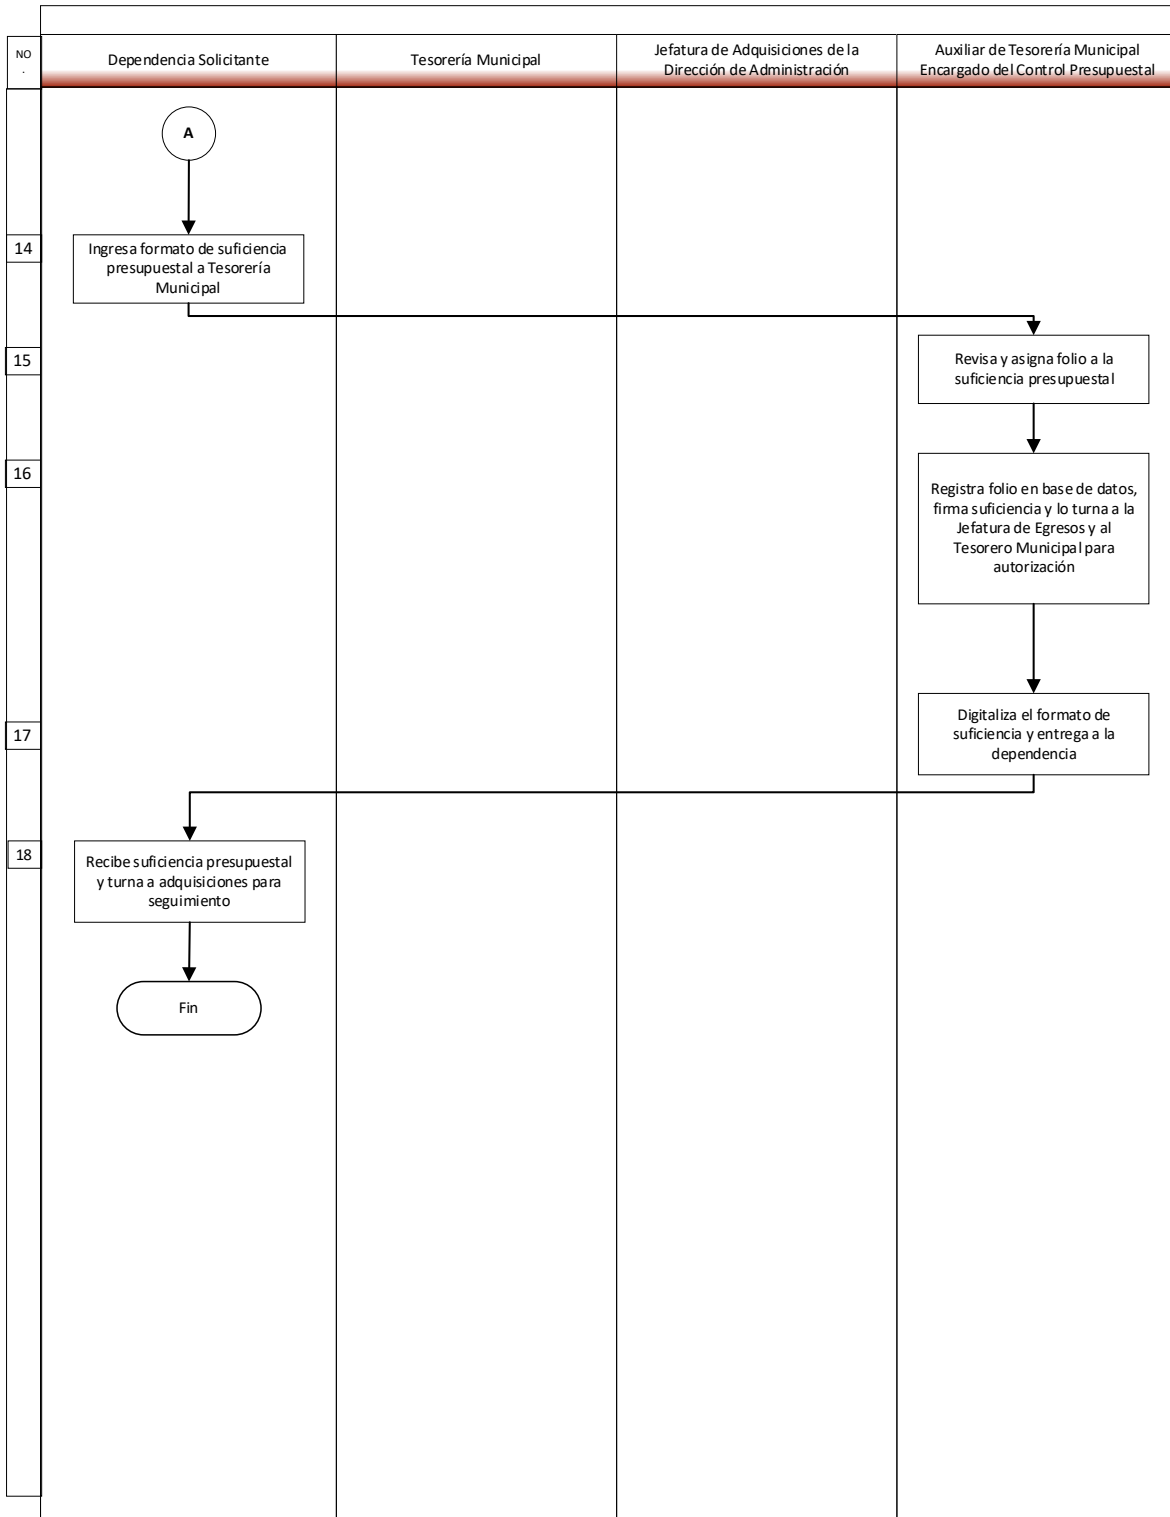 NO
.
Dependencia Solicitante
Tesorería Municipal
Jefatura de Adquisiciones de la
Dirección de Administración
Auxiliar de Tesorería Municipal
Encargado del Control Presupuestal
A
14
Ingresa formato de suficiencia
presupuestal a Tesorería
Municipal
15
Revisa y asigna folio a la
suficiencia presupuestal
16
Registra folio en base de datos,
firma suficiencia y lo turna a la
Jefatura de Egresos y al
Tesorero Municipal para
autorización
17
Digitaliza el formato de
suficiencia y entrega a la
dependencia
18
Recibe suficiencia presupuestal
y turna a adquisiciones para
seguimiento
Fin